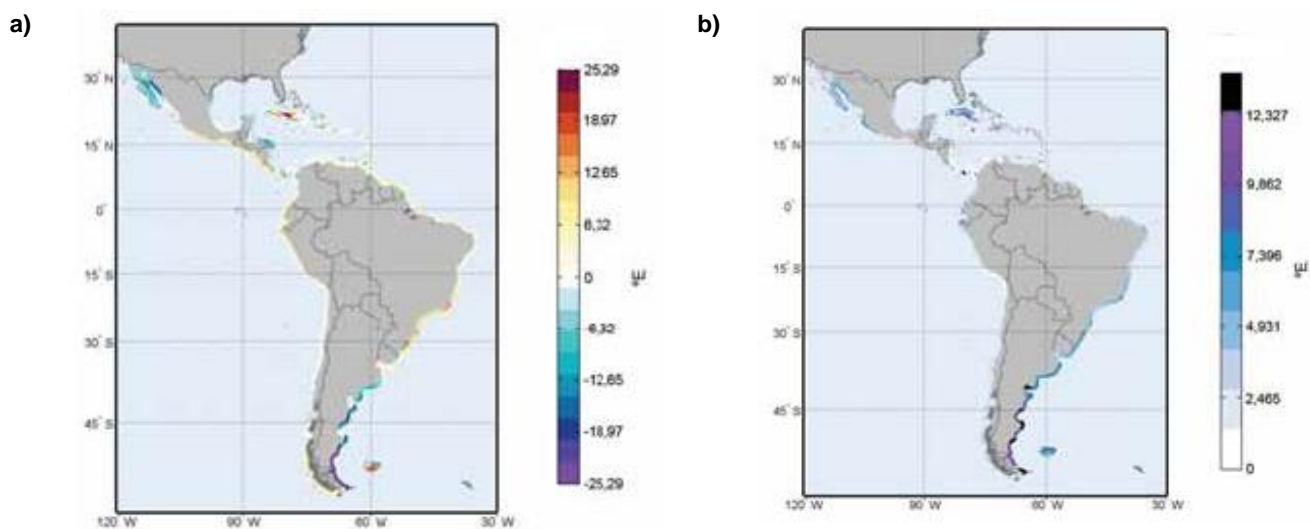 a)
30° N
15° N
0°
15° S
30° S
45° S
120 W
90 W
60 W
30 W
25,29
18,97
12,65
6,32
0
-6,32
-12,65
-18,97
-25,29
°E
b)
30° N
15° N
0°
15° S
30° S
45° S
120 W
90 W
60 W
30 W
12,327
9,862
7,396
4,931
2,465
0
°E